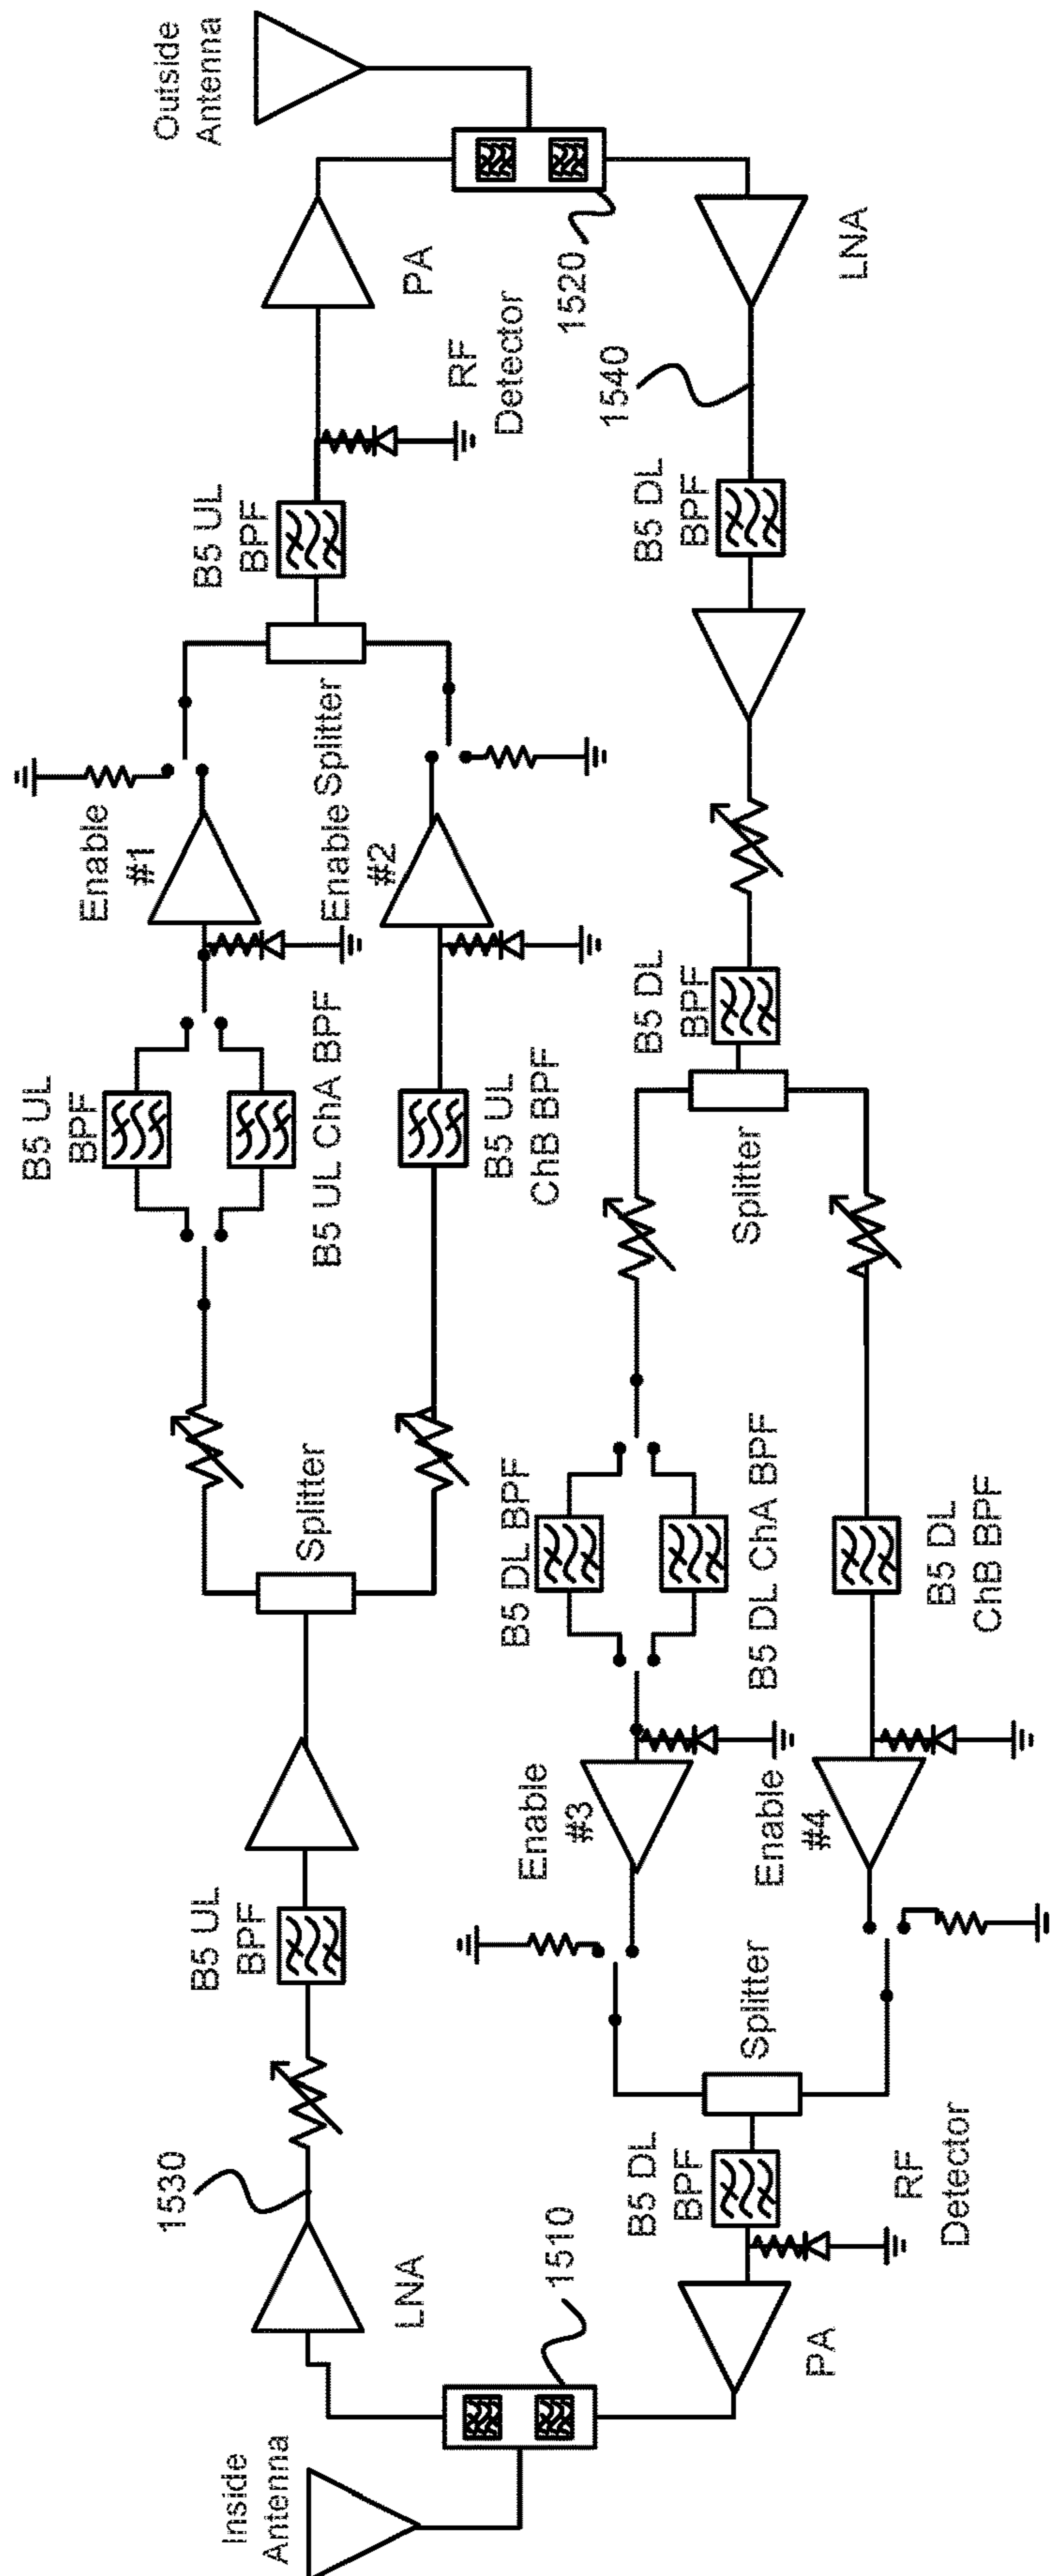 Inside
Antenna
1510
LNA
1530
B5 UL
BPF
Splitter
B5 UL
BPF
B5 UL ChA BPF
B5 UL
ChB BPF
Enable
#1
Enable
#2
Splitter
B5 UL
BPF
RF
Detector
PA
Outside
Antenna
1520
LNA
1540
B5 DL
BPF
B5 DL
BPF
Splitter
B5 DL BPF
B5 DL ChA BPF
B5 DL
ChB BPF
Enable
#3
Enable
#4
Splitter
B5 DL
BPF
RF
Detector
PA